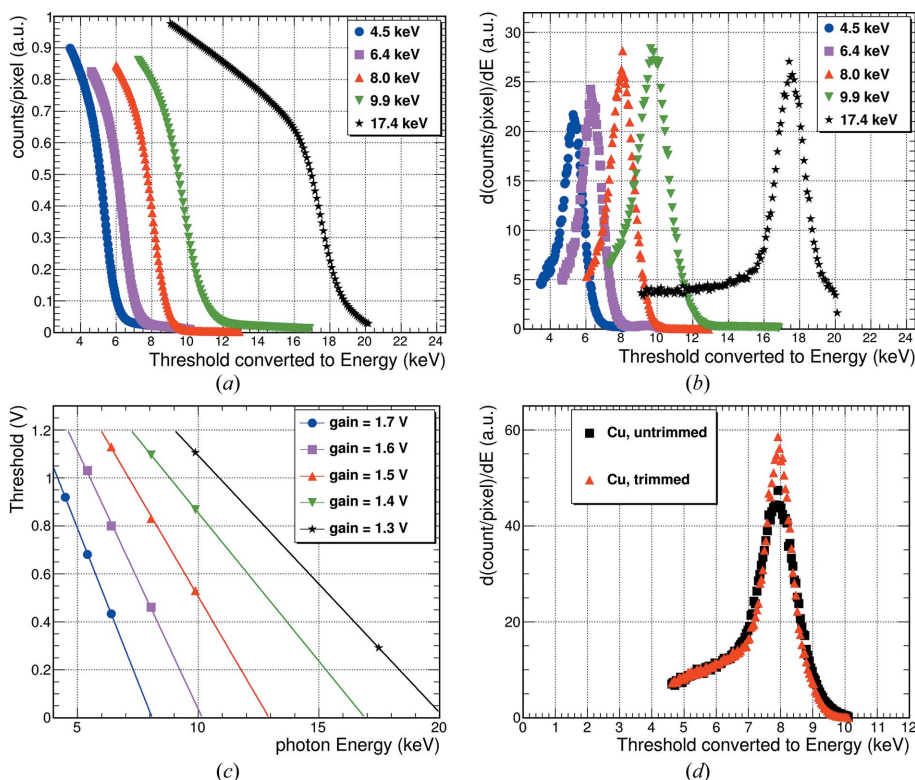 counts/pixel (a.u.)
1
0.9
0.8
0.7
0.6
0.5
0.4
0.3
0.2
0.1
0
2 4 6 8 10 12 14 16 18 20 22 24
Threshold converted to Energy (keV)
4.5 keV
6.4 keV
8.0 keV
9.9 keV
17.4 keV
(a)
d(counts/pixel)/dE (a.u.)
30
25
20
15
10
5
0
0 2 4 6 8 10 12 14 16 18 20 22 24
Threshold converted to Energy (keV)
4.5 keV
6.4 keV
8.0 keV
9.9 keV
17.4 keV
(b)
Threshold (V)
1.2
1
0.8
0.6
0.4
0.2
0
5 10 15 20
photon Energy (keV)
gain = 1.7 V
gain = 1.6 V
gain = 1.5 V
gain = 1.4 V
gain = 1.3 V
(c)
d(count/pixel)/dE (a.u.)
60
50
40
30
20
10
0
0 1 2 3 4 5 6 7 8 9 10 11 12
Threshold converted to Energy (keV)
Cu, untrimmed
Cu, trimmed
(d)